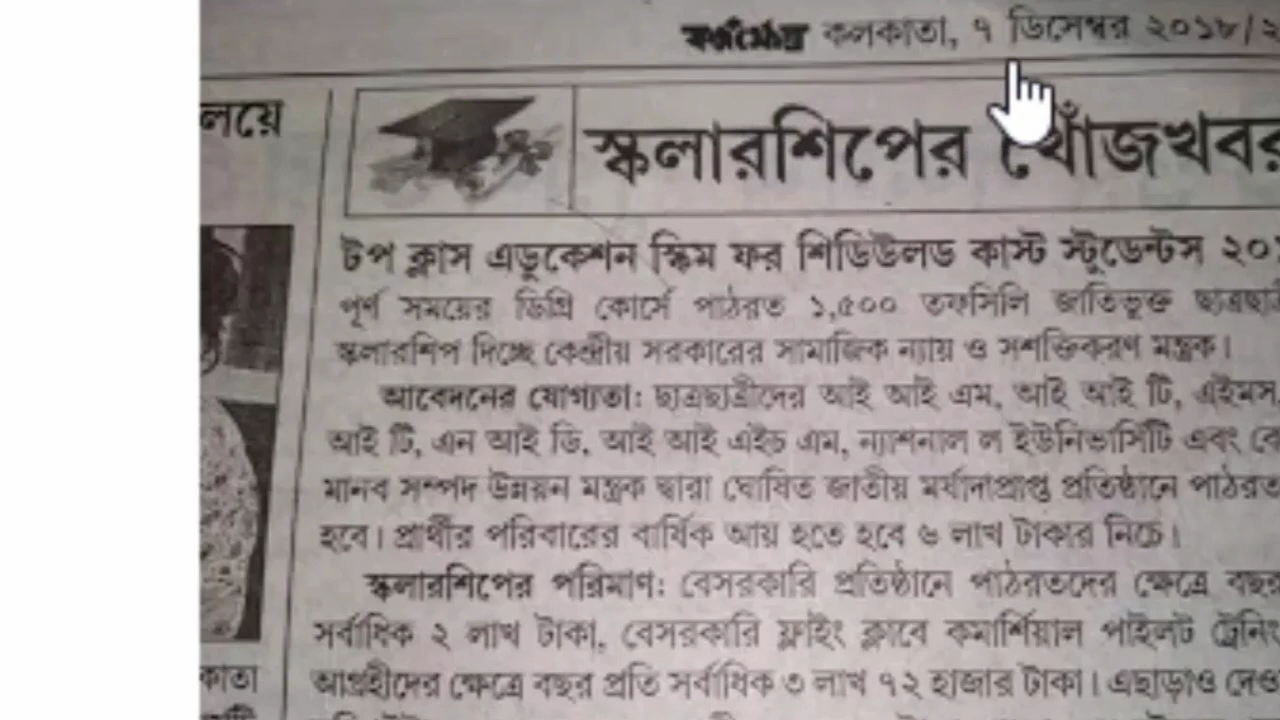 কলকাতা, ৭ ডিসেম্বর ২০১৮/২
লয়ে
স্কলারশিপের খোঁজখবর
টপ ক্লাস এডুকেশন স্কিম ফর শিডিউলড কাস্ট স্টুডেন্টস ২০১
পূর্ণ সময়ের ডিগ্রি কোর্সে পাঠরত ১,৫০০ তফসিলি জাতিভুক্ত
স্কলারশিপ দিচ্ছে কেন্দ্রীয় সরকারের সামাজিক ন্যায় ও সশক্তিকরণ মন্ত্রক।
আবেদনের যোগ্যতা: ছাত্রছাত্রীদের আই আই এম, আই আই টি, এইমস,
আই টি, এন আই ডি, আই আই এইচ এম, ন্যাশনাল ল ইউনিভার্সিটি এবং কে
মানব সম্পদ উন্নয়ন মন্ত্রক দ্বারা ঘোষিত জাতীয় মর্যাদাপ্রাপ্ত প্রতিষ্ঠানে পাঠরত
হবে। প্রার্থীর পরিবারের বার্ষিক আয় হতে হবে ৬ লাখ টাকার নিচে।
স্কলারশিপের পরিমাণ: বেসরকারি প্রতিষ্ঠানে পাঠরতদের ক্ষেত্রে বছর
সর্বাধিক ২ লাখ টাকা, বেসরকারি ফ্লাইং ক্লাবে কমার্শিয়াল পাইলট ট্রেনিং
আগ্রহীদের ক্ষেত্রে বছর প্রতি সর্বাধিক ৩ লাখ ৭২ হাজার টাকা। এছাড়াও দেও
কাতা